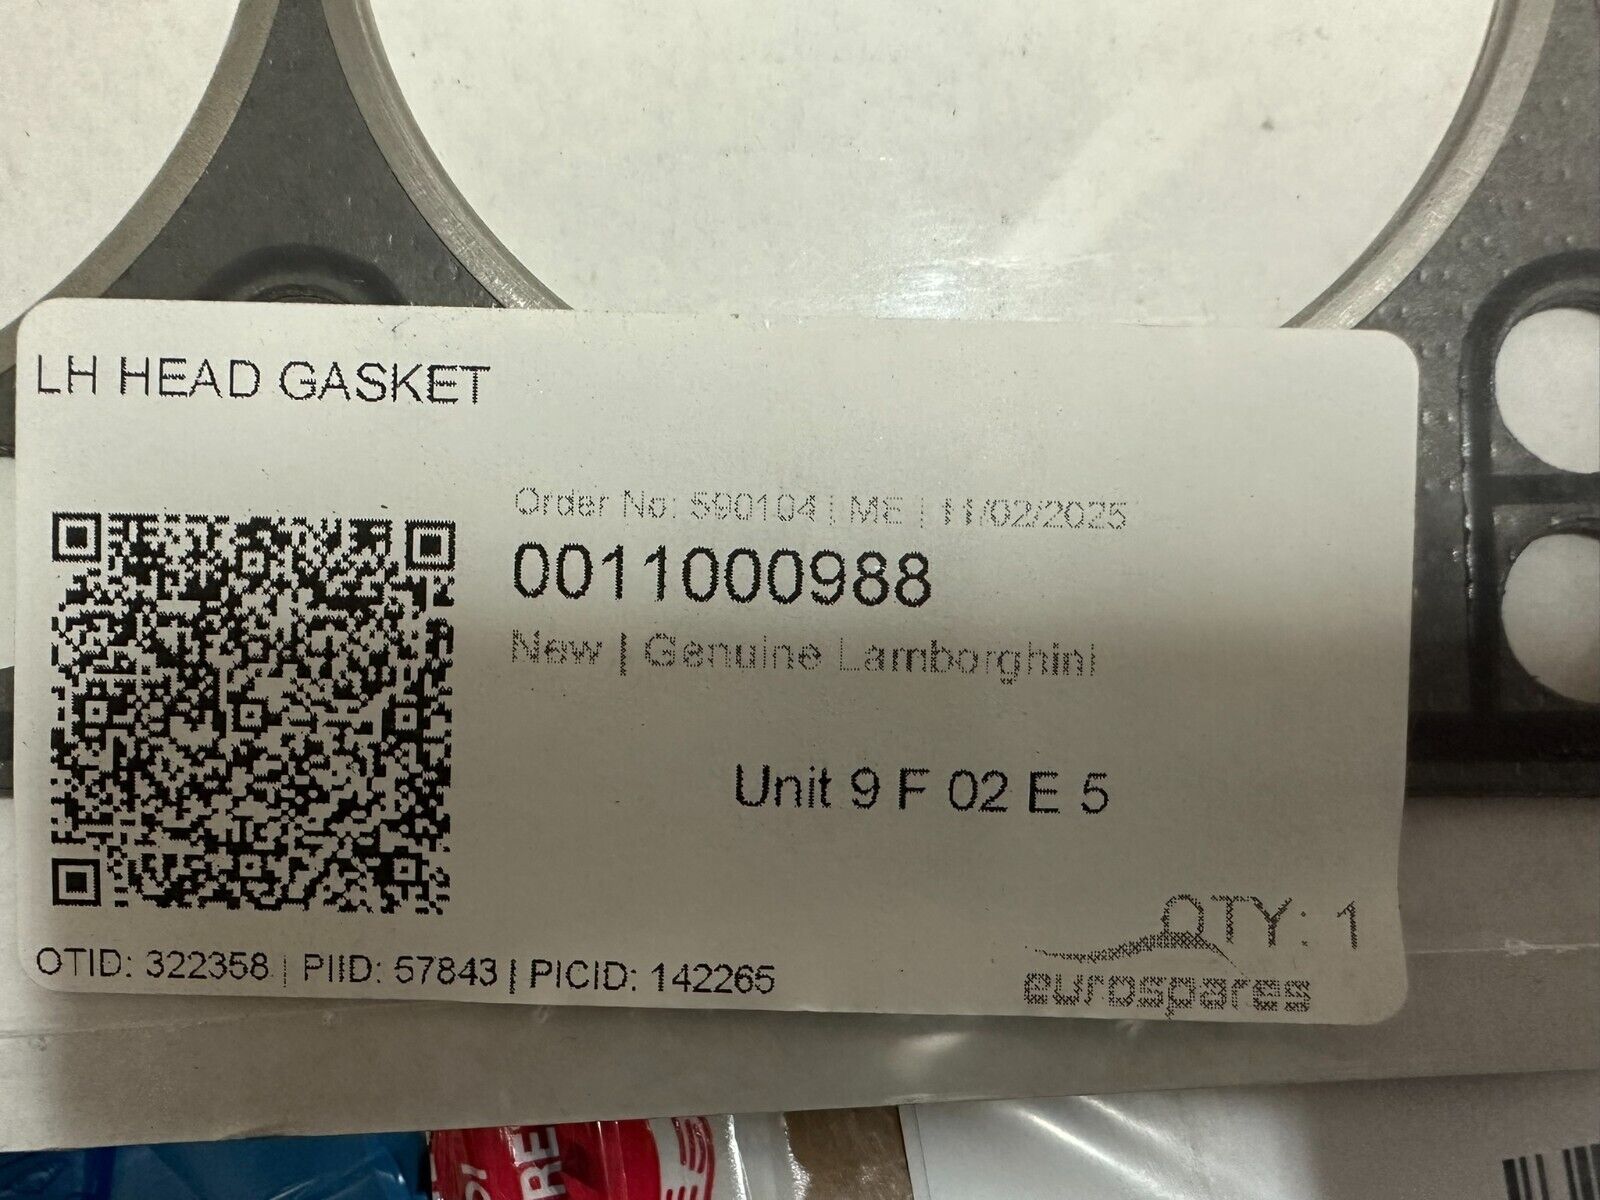 LH HEAD GASKET
Order No: 590104 | ME | 11/02/2025
0011000988
New | Genuine Lamborghini
Unit 9 F 02 E 5
QTY: 1
eurospares
OTID: 322358 | PIID: 57843 | PICID: 142265
RE